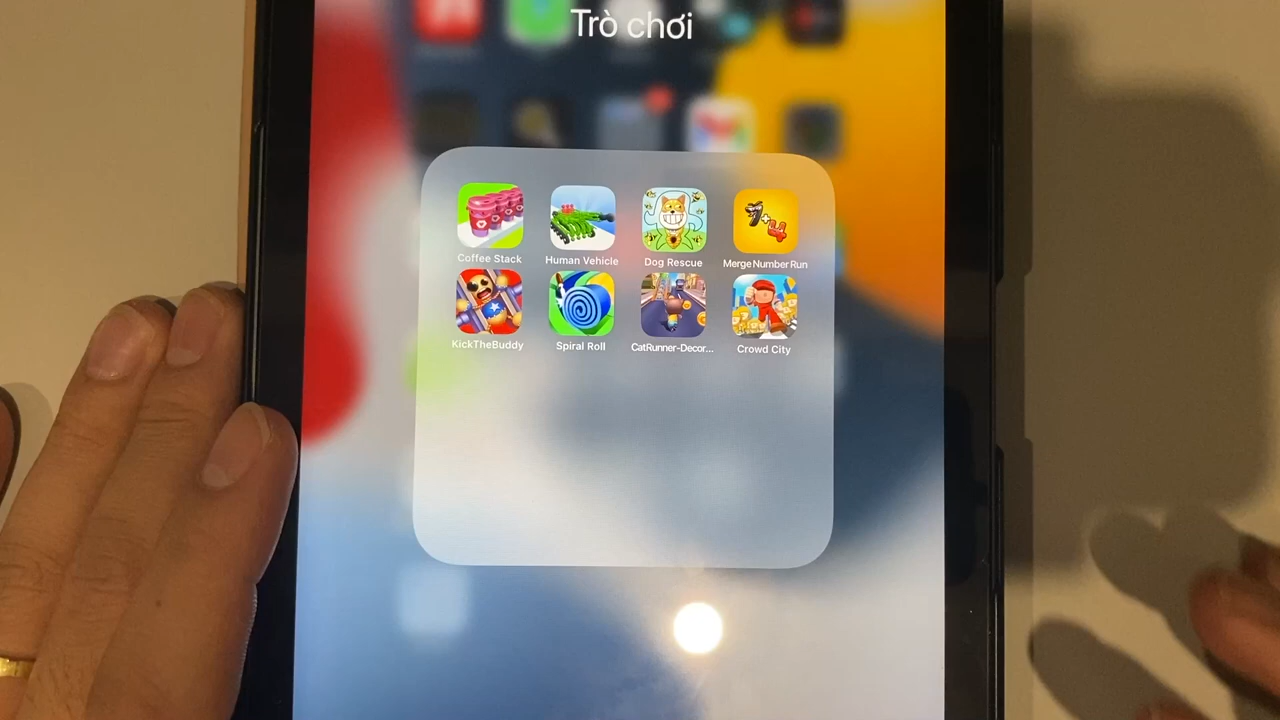 Trò chơi
Coffee Stack
Human Vehicle
Dog Rescue
Merge Number Run
KickTheBuddy
Spiral Roll
CatRunner-Decor...
Crowd City